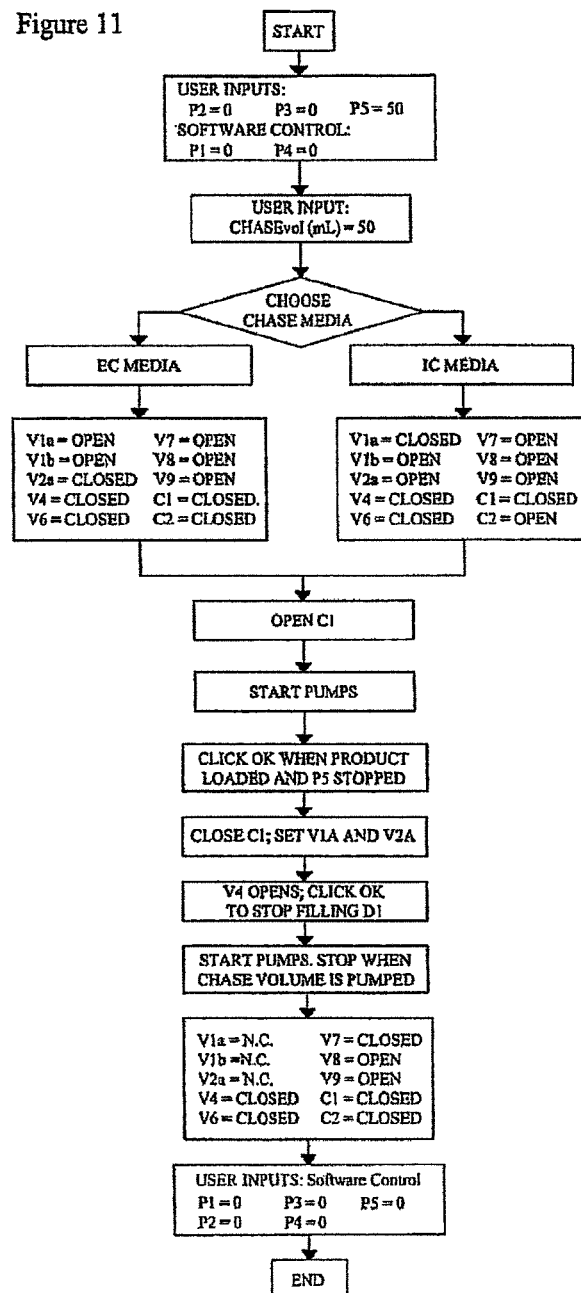 Figure 11
START
USER INPUTS:
P2 = 0 P3 = 0 P5 = 50
SOFTWARE CONTROL:
P1 = 0 P4 = 0
USER INPUT:
CHASEvol (mL) = 50
CHOOSE
CHASE MEDIA
EC MEDIA
IC MEDIA
V1a = OPEN V7 = OPEN
V1b = OPEN V8 = OPEN
V2a = CLOSED V9 = OPEN
V4 = CLOSED C1 = CLOSED.
V6 = CLOSED C2 = CLOSED
V1a = CLOSED V7 = OPEN
V1b = OPEN V8 = OPEN
V2a = OPEN V9 = OPEN
V4 = CLOSED C1 = CLOSED
V6 = CLOSED C2 = OPEN
OPEN C1
START PUMPS
CLICK OK WHEN PRODUCT
LOADED AND P5 STOPPED
CLOSE C1; SET V1A AND V2A
V4 OPENS; CLICK OK
TO STOP FILLING D1
START PUMPS. STOP WHEN
CHASE VOLUME IS PUMPED
V1a = N.C. V7 = CLOSED
V1b = N.C. V8 = OPEN
V2a = N.C. V9 = OPEN
V4 = CLOSED C1 = CLOSED
V6 = CLOSED C2 = CLOSED
USER INPUTS: Software Control
P1 = 0 P3 = 0 P5 = 0
P2 = 0 P4 = 0
END